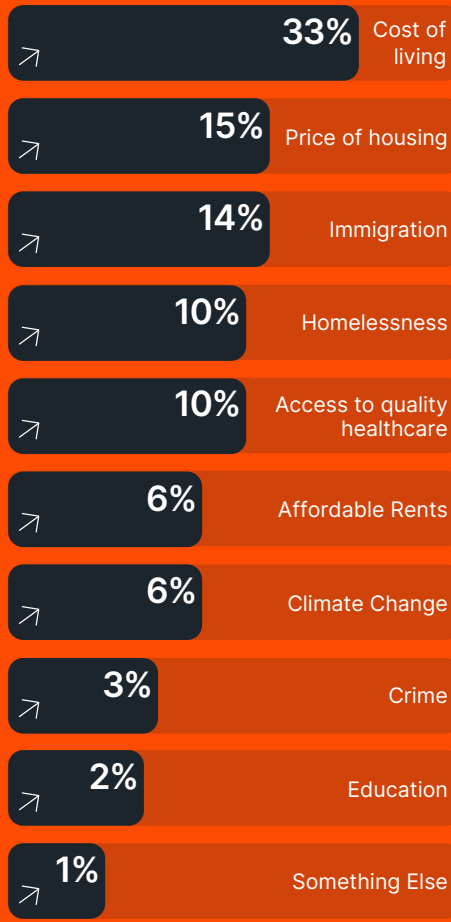 33%
Cost of
living
15%
Price of housing
14%
Immigration
10%
Homelessness
10%
Access to quality
healthcare
6%
Affordable Rents
6%
Climate Change
3%
Crime
2%
Education
1%
Something Else